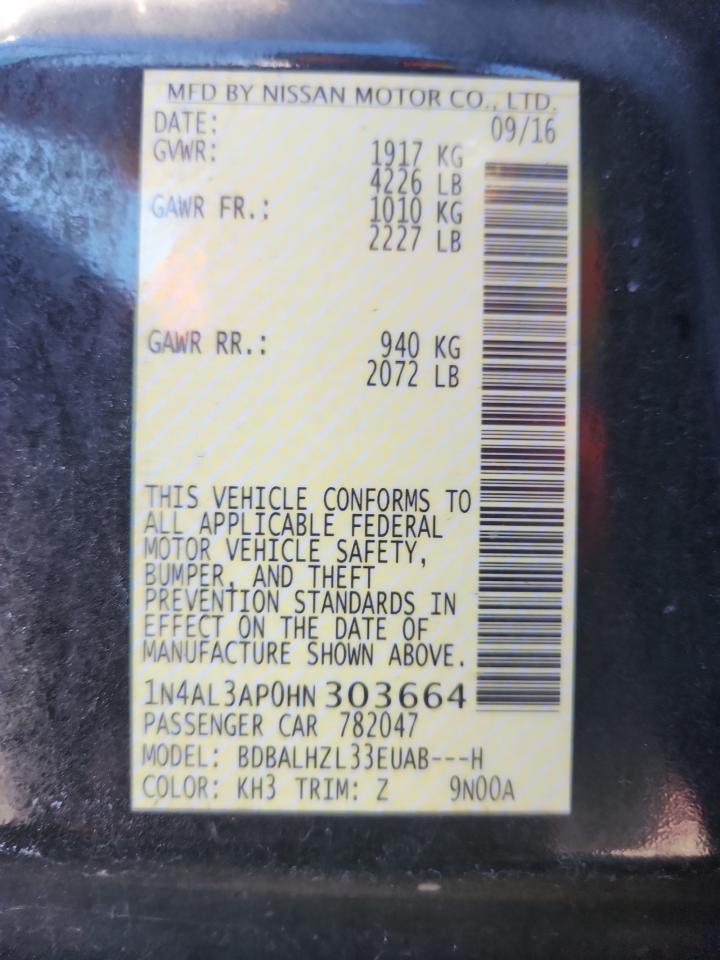 MFD BY NISSAN MOTOR CO., LTD.
DATE: 09/16
GVWR: 1917 KG
4226 LB
GAWR FR.: 1010 KG
2227 LB
GAWR RR.: 940 KG
2072 LB
THIS VEHICLE CONFORMS TO
ALL APPLICABLE FEDERAL
MOTOR VEHICLE SAFETY,
BUMPER, AND THEFT
PREVENTION STANDARDS IN
EFFECT ON THE DATE OF
MANUFACTURE SHOWN ABOVE.
1N4AL3AP0HN 303664
PASSENGER CAR 782047
MODEL: BDBALHZL33EUAB---H
COLOR: KH3 TRIM: Z 9N00A